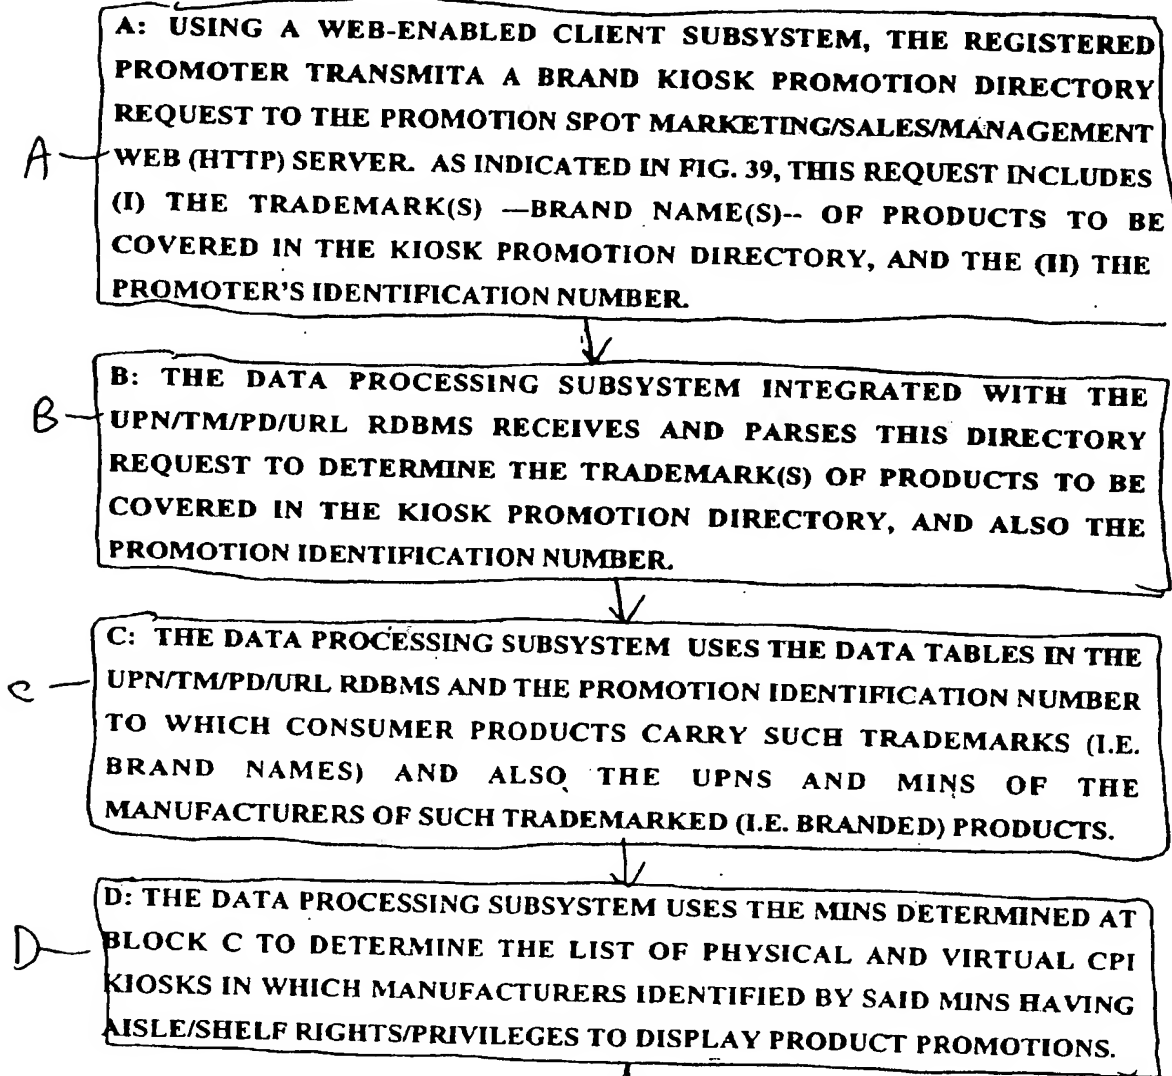 A: USING A WEB-ENABLED CLIENT SUBSYSTEM, THE REGISTERED
PROMOTER TRANSMITA A BRAND KIOSK PROMOTION DIRECTORY
REQUEST TO THE PROMOTION SPOT MARKETING/SALES/MANAGEMENT
A WEB (HTTP) SERVER. AS INDICATED IN FIG. 39, THIS REQUEST INCLUDES
(I) THE TRADEMARK(S) —BRAND NAME(S)-- OF PRODUCTS TO BE
COVERED IN THE KIOSK PROMOTION DIRECTORY, AND THE (II) THE
PROMOTER'S IDENTIFICATION NUMBER.
B: THE DATA PROCESSING SUBSYSTEM INTEGRATED WITH THE
B UPN/TM/PD/URL RDBMS RECEIVES AND PARSES THIS DIRECTORY
REQUEST TO DETERMINE THE TRADEMARK(S) OF PRODUCTS TO BE
COVERED IN THE KIOSK PROMOTION DIRECTORY, AND ALSO THE
PROMOTION IDENTIFICATION NUMBER.
C: THE DATA PROCESSING SUBSYSTEM USES THE DATA TABLES IN THE
C UPN/TM/PD/URL RDBMS AND THE PROMOTION IDENTIFICATION NUMBER
TO WHICH CONSUMER PRODUCTS CARRY SUCH TRADEMARKS (I.E.
BRAND NAMES) AND ALSO THE UPNS AND MINS OF THE
MANUFACTURERS OF SUCH TRADEMARKED (I.E. BRANDED) PRODUCTS.
D: THE DATA PROCESSING SUBSYSTEM USES THE MINS DETERMINED AT
D BLOCK C TO DETERMINE THE LIST OF PHYSICAL AND VIRTUAL CPI
KIOSKS IN WHICH MANUFACTURERS IDENTIFIED BY SAID MINS HAVING
AISLE/SHELF RIGHTS/PRIVILEGES TO DISPLAY PRODUCT PROMOTIONS.